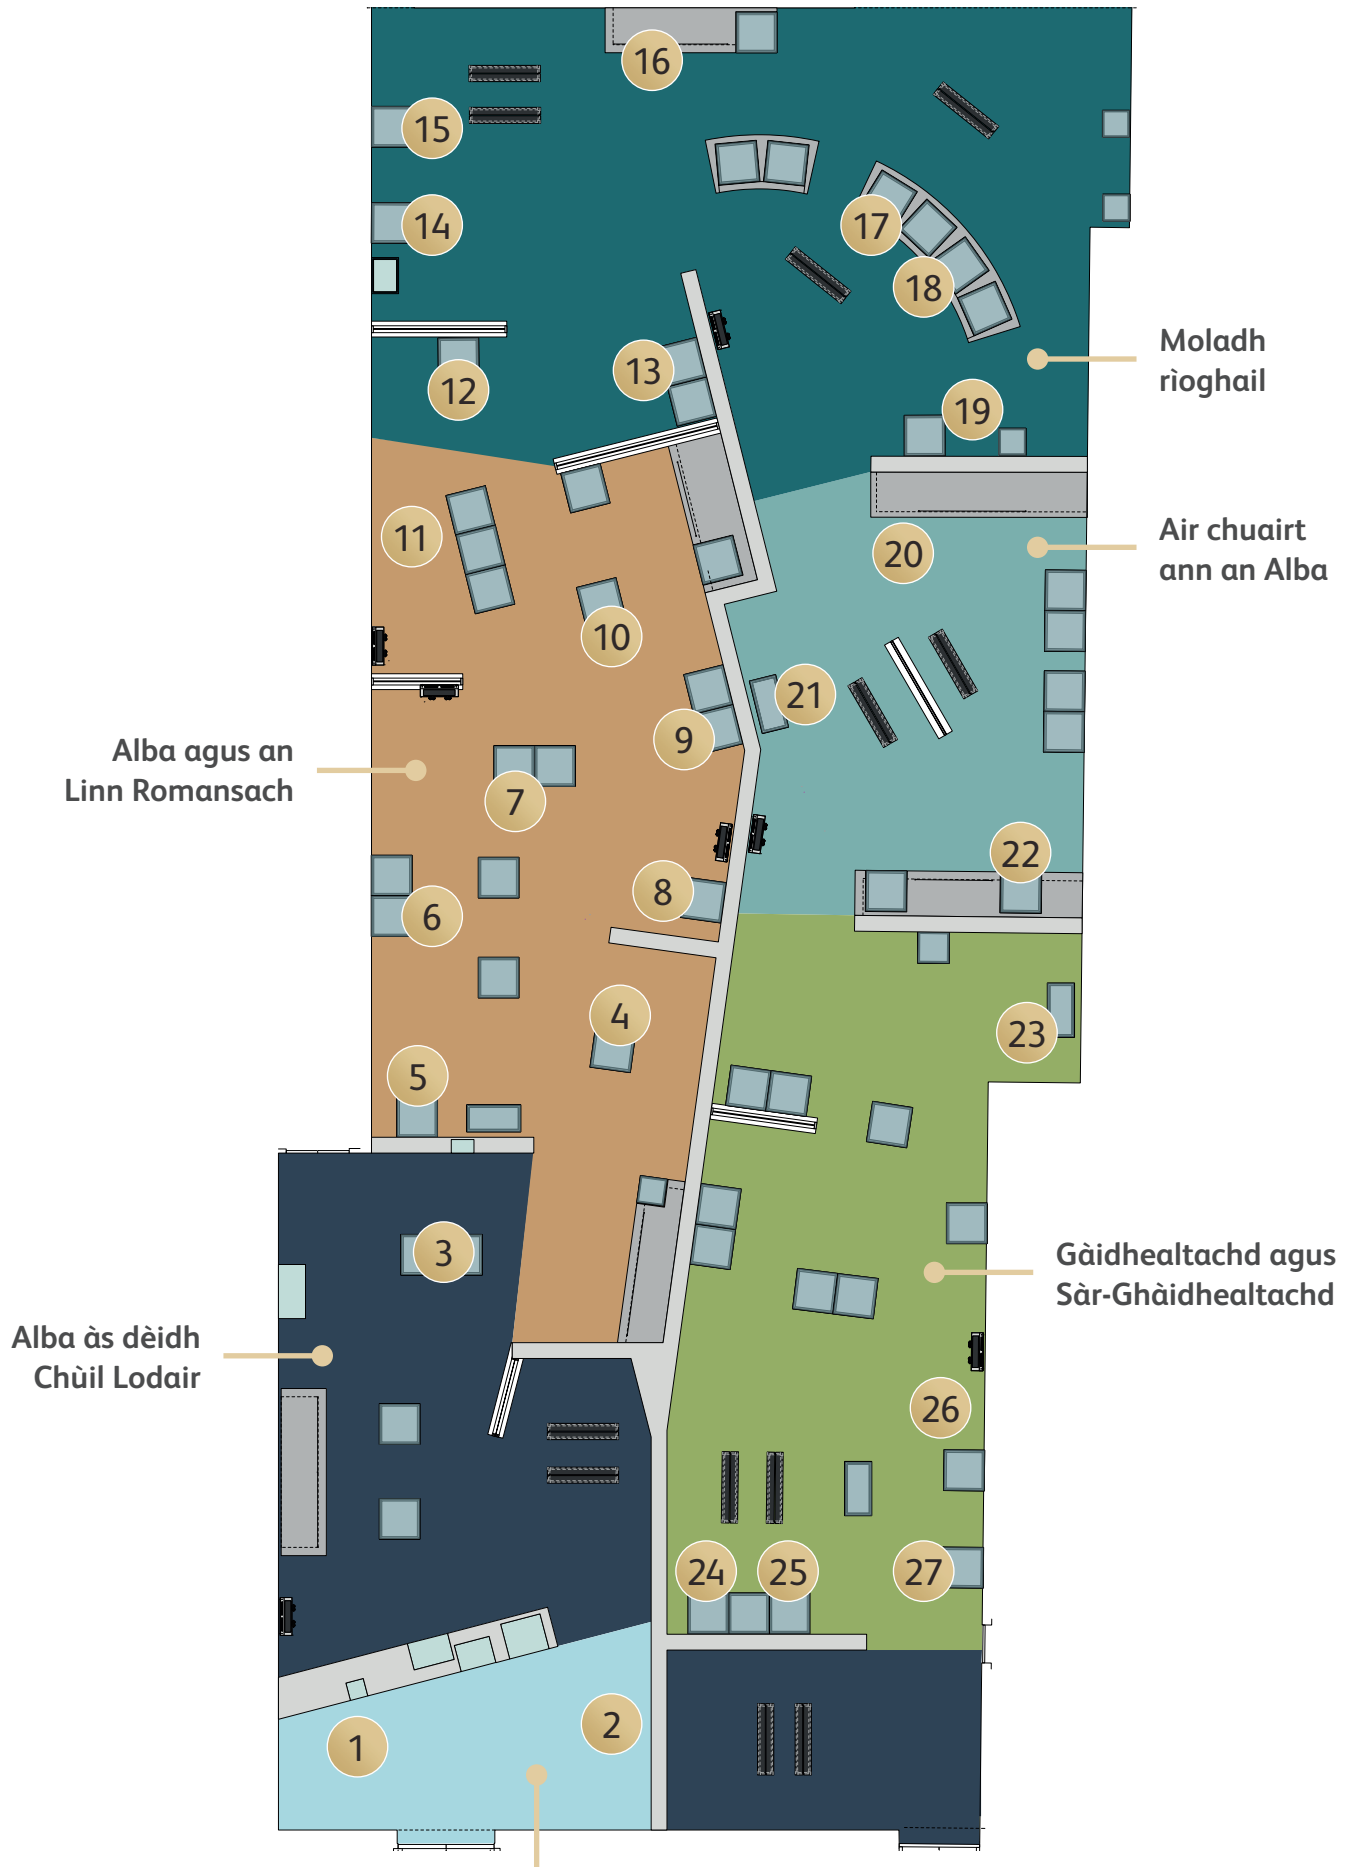 16
15
14
17
18
13
12
19
Moladh
rìoghail
11
20
Air chuairt
ann an Alba
10
21
9
Alba agus an
Linn Romansach
7
22
8
6
4
23
5
3
Gàidhealtachd agus
Sàr-Ghàidhealtachd
Alba às dèidh
Chùil Lodair
26
24
25
27
2
1